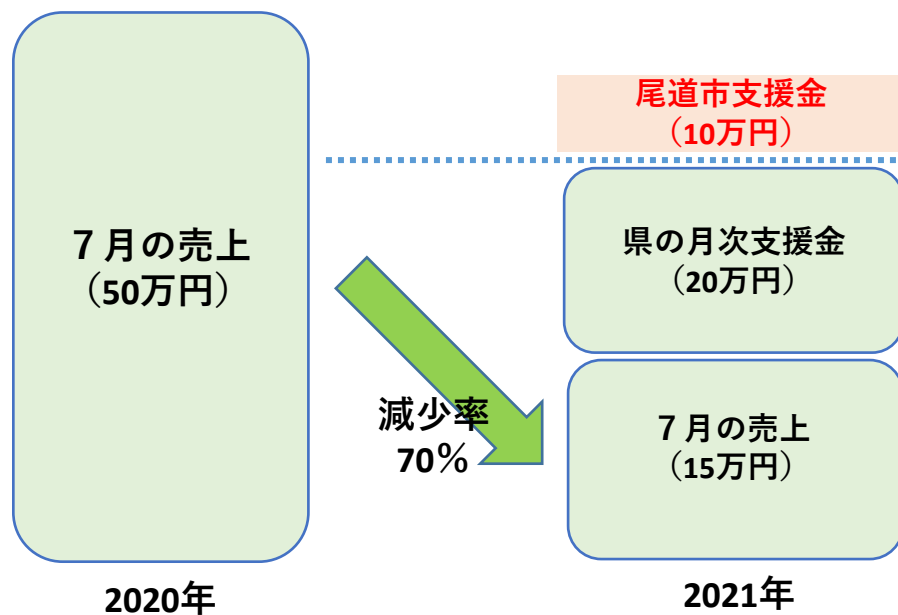 ７月の売上
（50万円）
2020年
減少率
70％
尾道市支援金
（10万円）
県の月次支援金
（20万円）
７月の売上
（15万円）
2021年